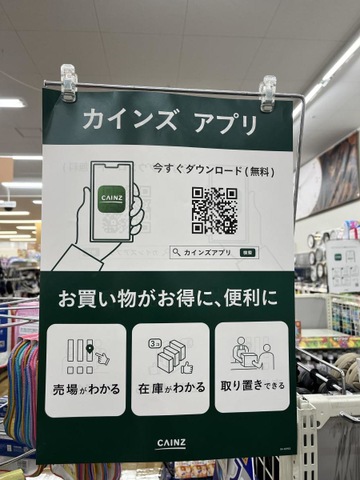 カインズ アプリ
今すぐダウンロード(無料)
CAINZ
カインズアプリ 検索
お買い物がお得に、便利に
3コ
売場がわかる
在庫がわかる
取り置きできる
CAINZ